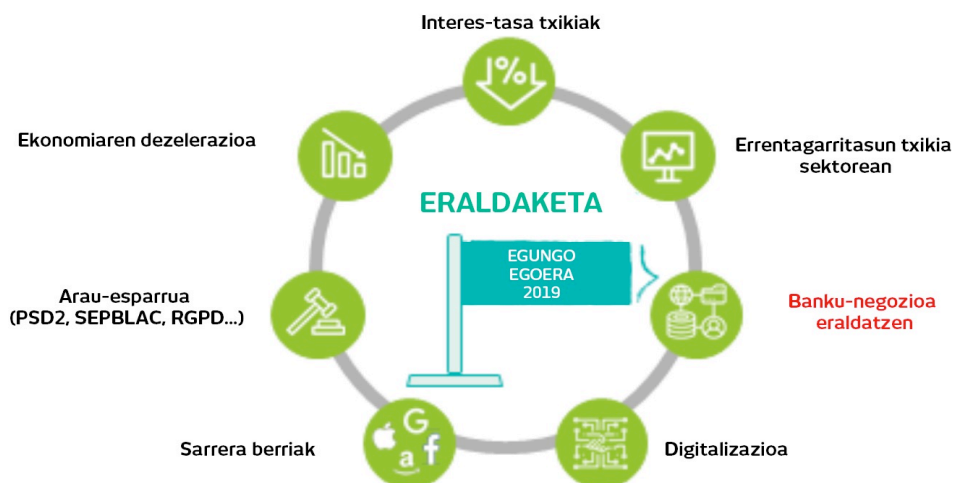 Interes-tasa txikiak
Ekonomiaren dezelerazioa
Errentagarritasun txikia
sektorean
ERALDAKETA
EGUNGO
EGOERA
2019
Arau-esparrua
(PSD2, SEPBLAC, RGPD...)
Banku-negozioa
eraldatzen
Sarrera berriak
Digitalizazioa
%
G
a
f